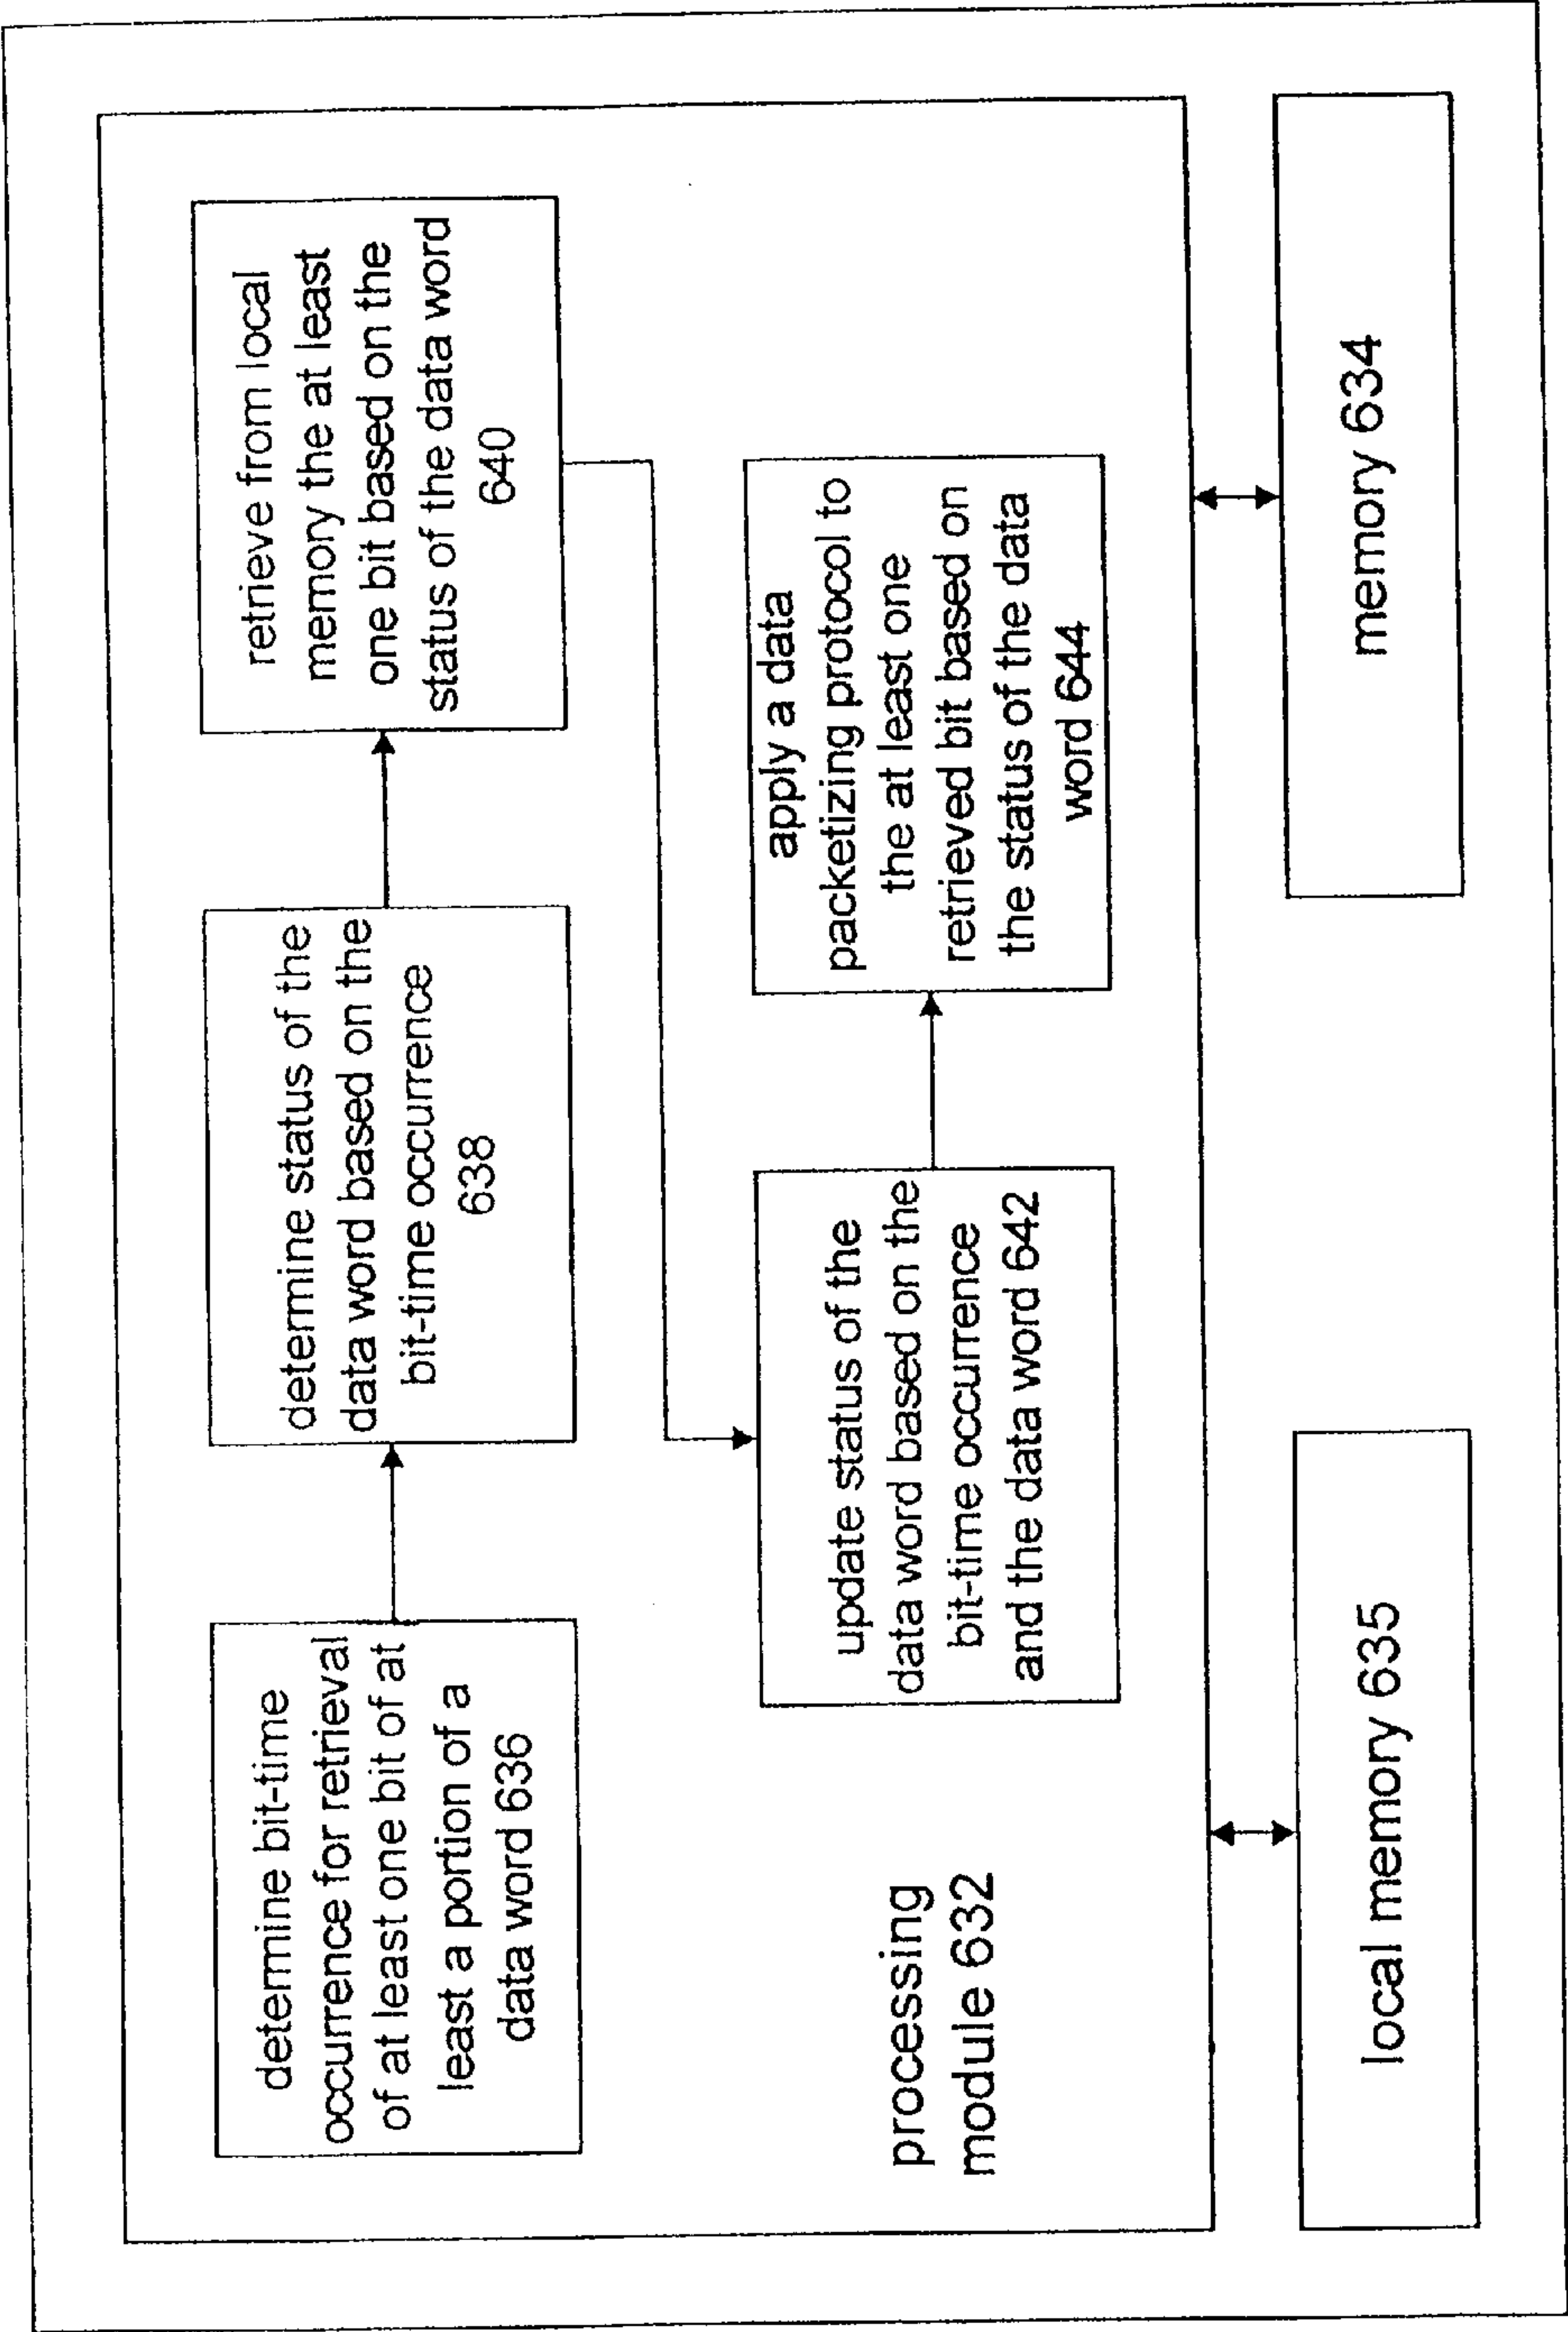 determine bit-time
occurrence for retrieval
of at least one bit of at
least a portion of a
data word 636
determine status of the
data word based on the
bit-time occurrence
638
retrieve from local
memory the at least
one bit based on the
status of the data word
640
update status of the
data word based on the
bit-time occurrence
and the data word 642
apply a data
packetizing protocol to
the at least one
retrieved bit based on
the status of the data
word 644
processing
module 632
local memory 635
memory 634